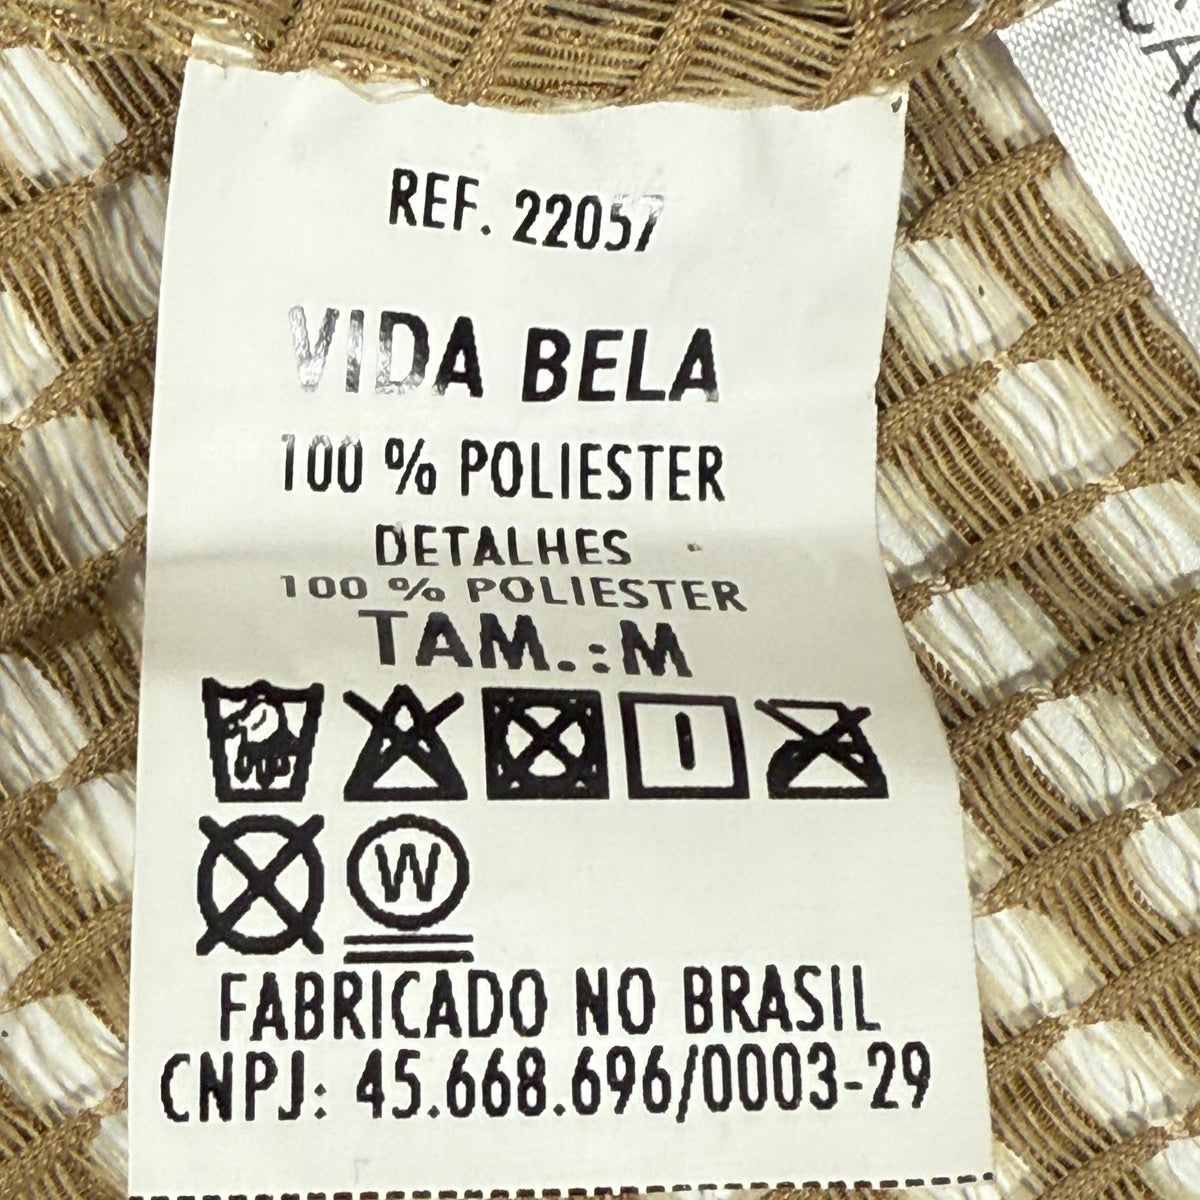 REF. 22057
VIDA BELA
100 % POLIESTER
DETALHES
100 % POLIESTER
TAM.:M
W
FABRICADO NO BRASIL
CNPJ: 45.668.696/0003-29